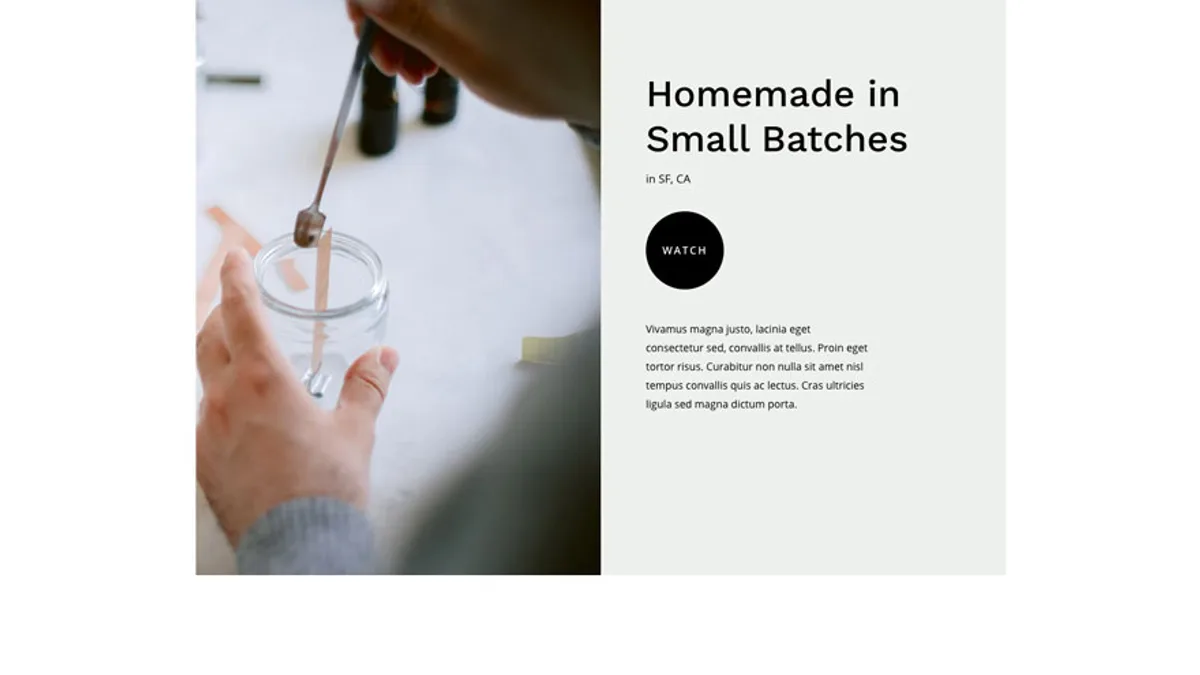 Homemade in
Small Batches
in SF, CA
WATCH
Vivamus magna justo, lacinia eget
consectetur sed, convallis at tellus. Proin eget
tortor risus. Curabitur non nulla sit amet nisl
tempus convallis quis ac lectus. Cras ultricies
ligula sed magna dictum porta.